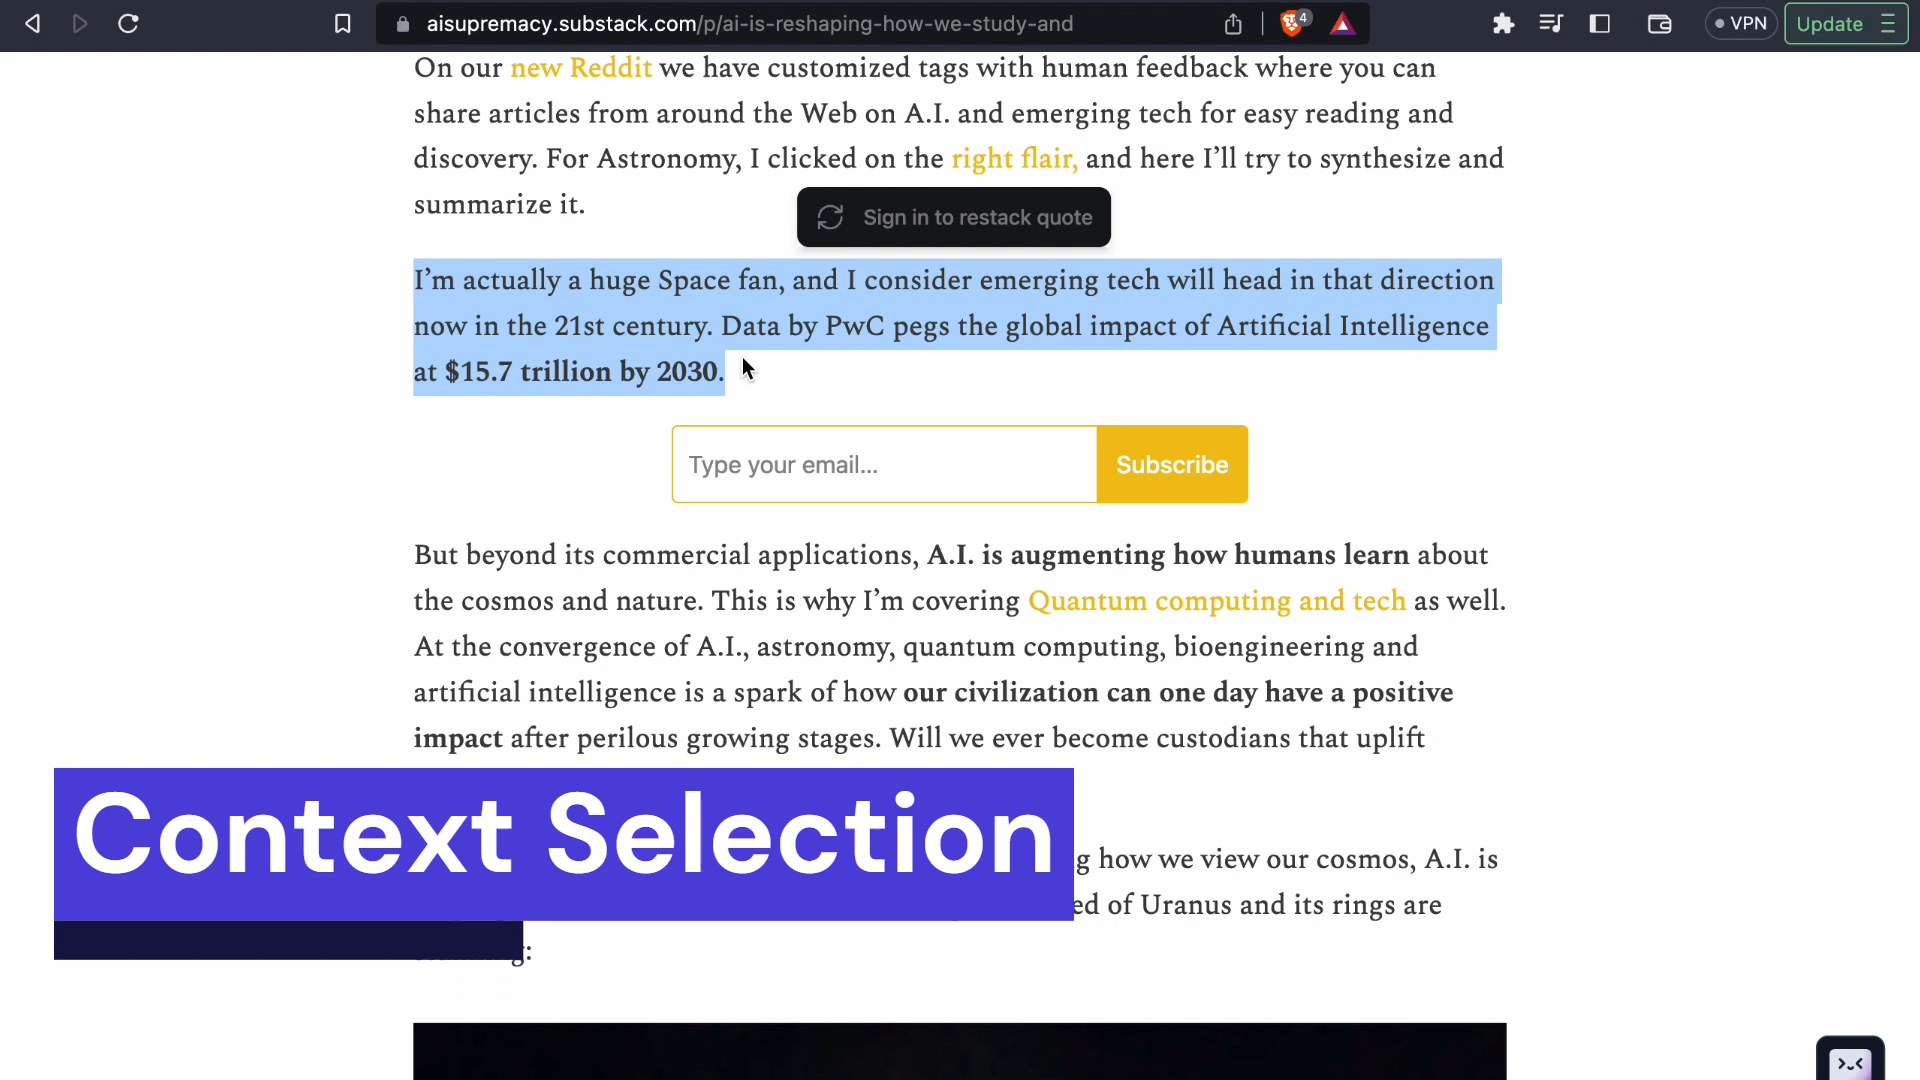 aisupremacy.substack.com/p/ai-is-reshaping-how-we-study-and
4
VPN
Update
On our new Reddit we have customized tags with human feedback where you can
share articles from around the Web on A.I. and emerging tech for easy reading and
discovery. For Astronomy, I clicked on the right flair, and here I’ll try to synthesize and
summarize it.
Sign in to restack quote
I’m actually a huge Space fan, and I consider emerging tech will head in that direction
now in the 21st century. Data by PwC pegs the global impact of Artificial Intelligence
at $15.7 trillion by 2030.
Type your email...
Subscribe
But beyond its commercial applications, A.I. is augmenting how humans learn about
the cosmos and nature. This is why I’m covering Quantum computing and tech as well.
At the convergence of A.I., astronomy, quantum computing, bioengineering and
artificial intelligence is a spark of how our civilization can one day have a positive
impact after perilous growing stages. Will we ever become custodians that uplift
Context Selection
g how we view our cosmos, A.I. is
ed of Uranus and its rings are